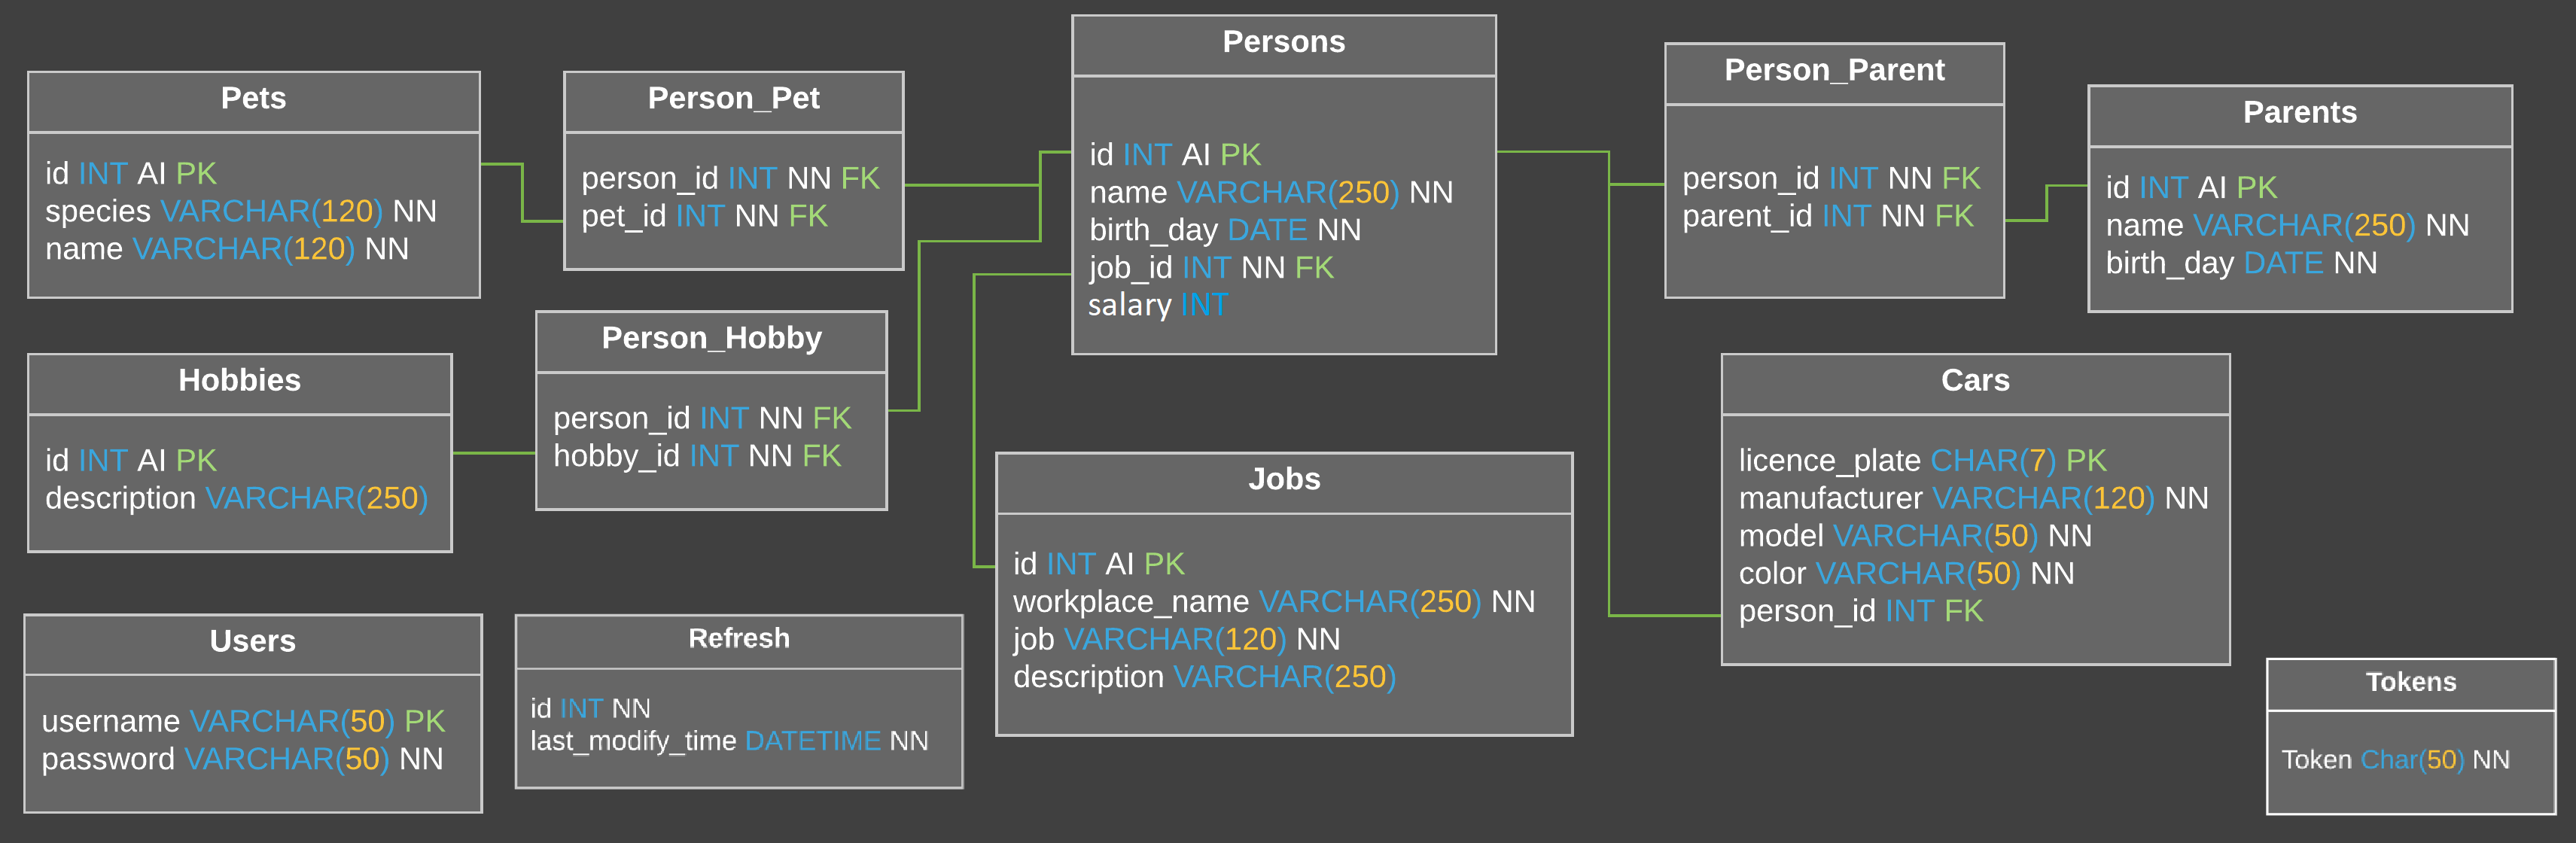 Pets
id INT AI PK
species VARCHAR(120) NN
name VARCHAR(120) NN
Person_Pet
person_id INT NN FK
pet_id INT NN FK
Persons
id INT AI PK
name VARCHAR(250) NN
birth_day DATE NN
job_id INT NN FK
salary INT
Person_Parent
person_id INT NN FK
parent_id INT NN FK
Parents
id INT AI PK
name VARCHAR(250) NN
birth_day DATE NN
Hobbies
id INT AI PK
description VARCHAR(250)
Person_Hobby
person_id INT NN FK
hobby_id INT NN FK
Jobs
id INT AI PK
workplace_name VARCHAR(250) NN
job VARCHAR(120) NN
description VARCHAR(250)
Cars
licence_plate CHAR(7) PK
manufacturer VARCHAR(120) NN
model VARCHAR(50) NN
color VARCHAR(50) NN
person_id INT FK
Users
username VARCHAR(50) PK
password VARCHAR(50) NN
Refresh
id INT NN
last_modify_time DATETIME NN
Tokens
Token Char(50) NN